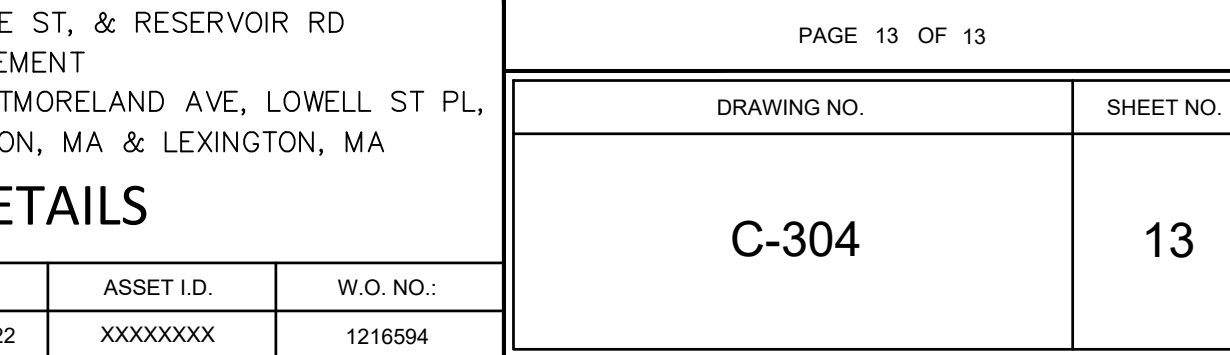 E ST, & RESERVOIR RD
EMENT
TMORELAND AVE, LOWELL ST PL,
ON, MA & LEXINGTON, MA
ETAILS
ASSET I.D. W.O. NO.:
22 XXXXXXXX 1216594
PAGE 13 OF 13
DRAWING NO. SHEET NO.
C-304 13